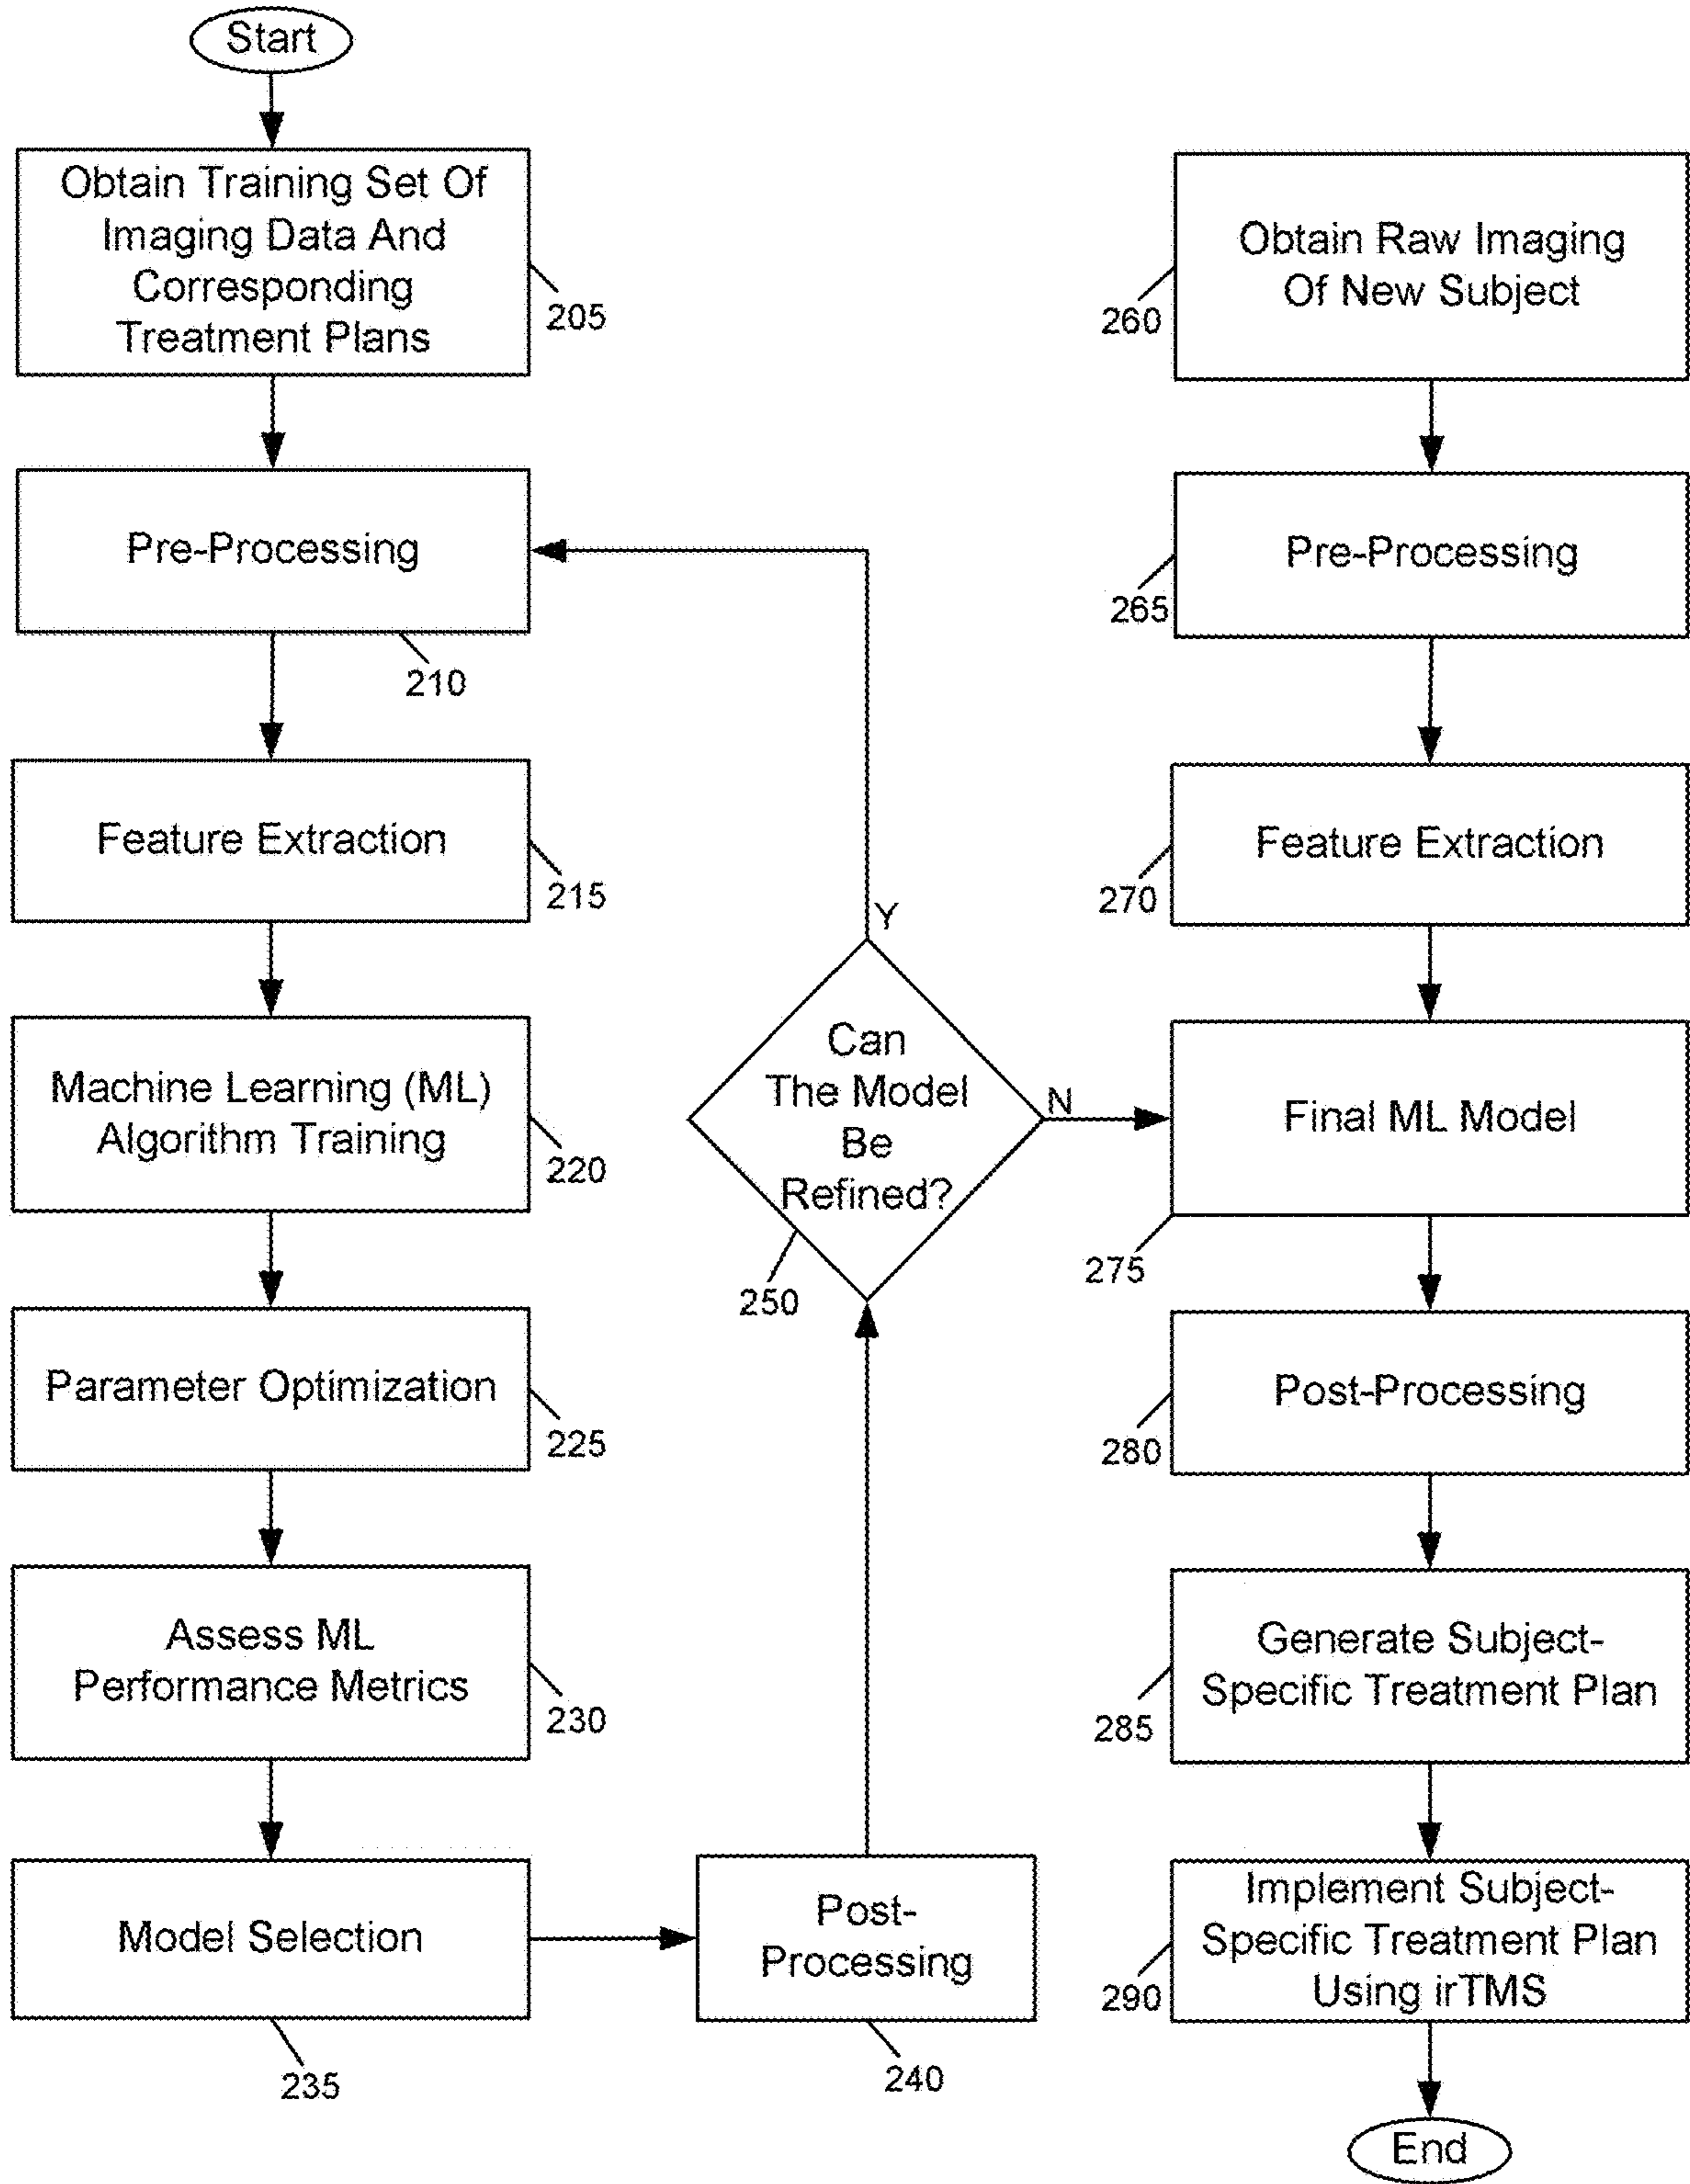 Start
Obtain Training Set Of
Imaging Data And
Corresponding
Treatment Plans
205
Pre-Processing
210
Feature Extraction
215
Machine Learning (ML)
Algorithm Training
220
Parameter Optimization
225
Assess ML
Performance Metrics
230
Model Selection
235
Post-
Processing
240
Can
The Model
Be
Refined?
250
Y
N
Obtain Raw Imaging
Of New Subject
260
Pre-Processing
265
Feature Extraction
270
Final ML Model
275
Post-Processing
280
Generate Subject-
Specific Treatment Plan
285
Implement Subject-
Specific Treatment Plan
Using irTMS
290
End